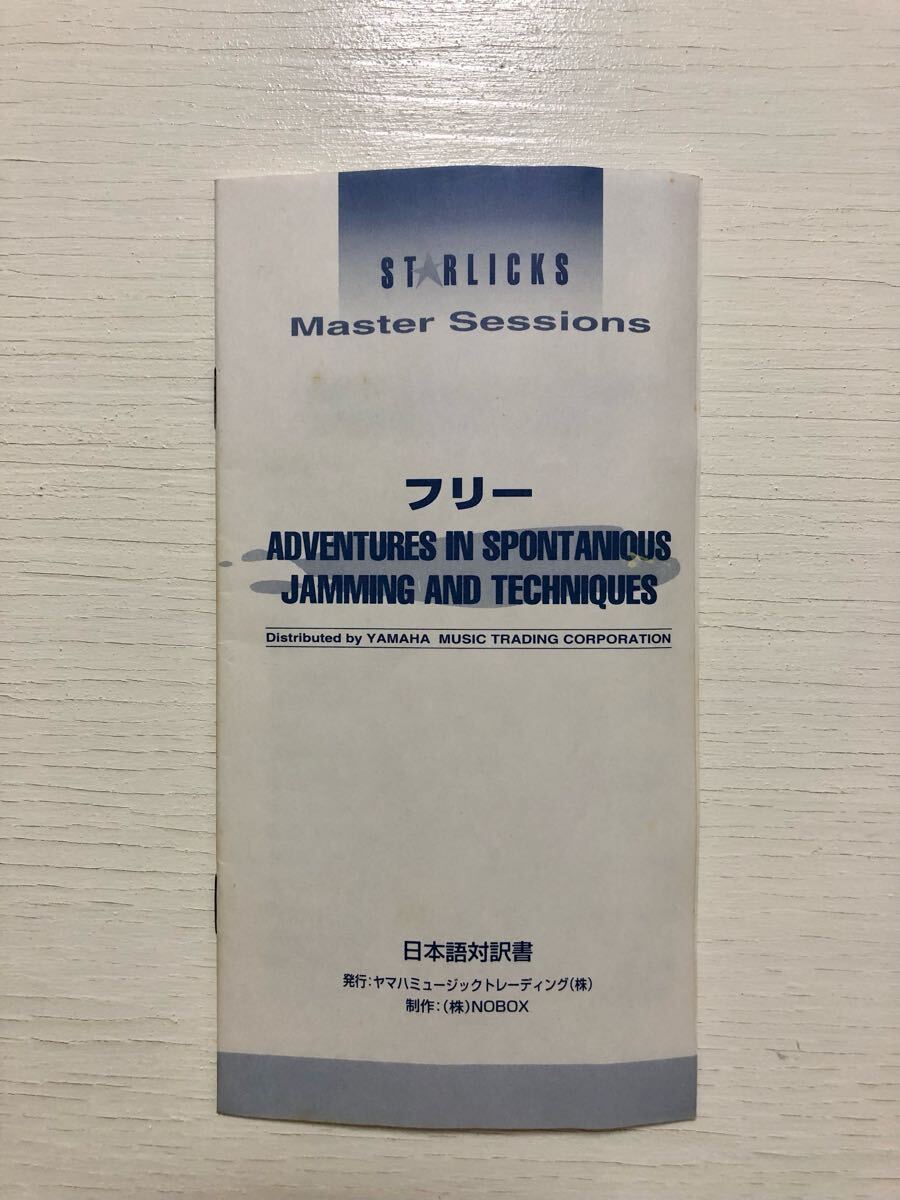 STARLICKS
Master Sessions
フリー
ADVENTURES IN SPONTANIOUS
JAMMING AND TECHNIQUES
Distributed by YAMAHA MUSIC TRADING CORPORATION
日本語対訳書
発行:ヤマハミュージックトレーディング(株)
制作:(株)NOBOX